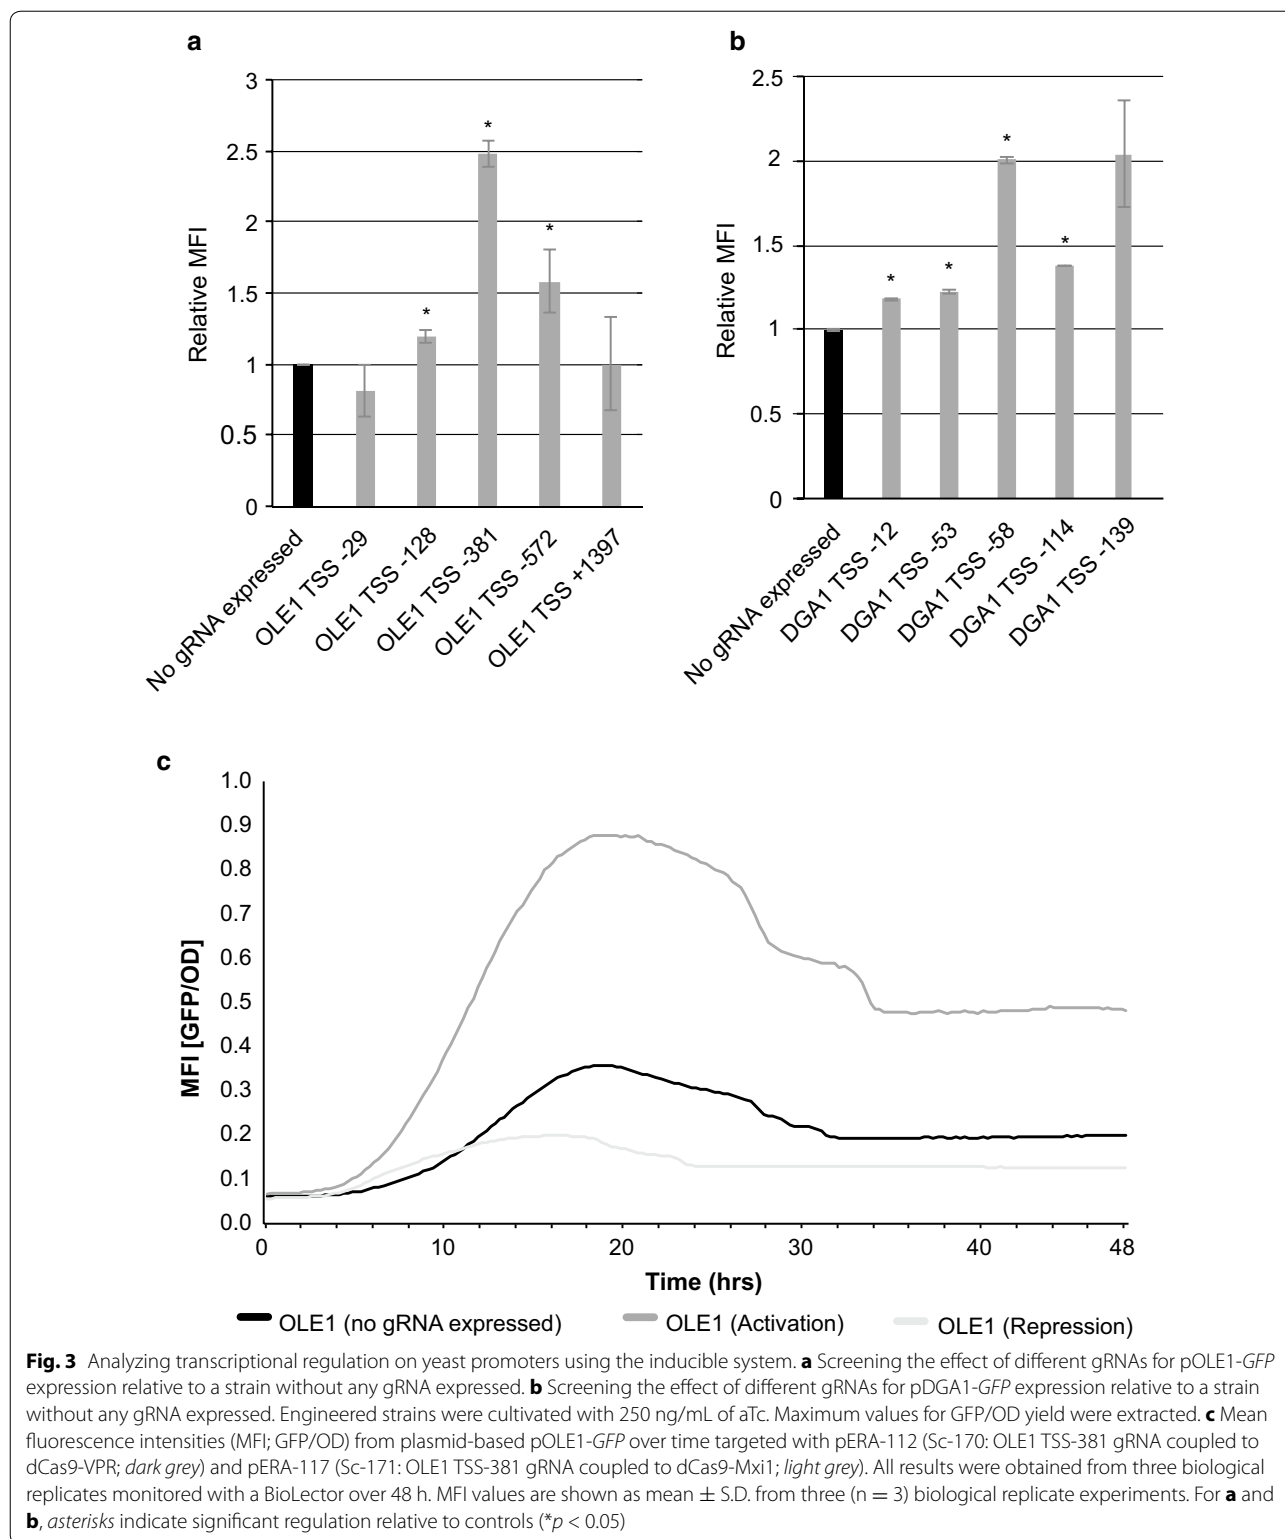 a
3
2.5
2
1.5
1
0.5
0
Relative MFI
*
*
*
No gRNA expressed
OLE1 TSS -29
OLE1 TSS -128
OLE1 TSS -381
OLE1 TSS -572
OLE1 TSS +1397
b
2.5
2
1.5
1
0.5
0
Relative MFI
*
*
*
*
No gRNA expressed
DGA1 TSS -12
DGA1 TSS -53
DGA1 TSS -58
DGA1 TSS -114
DGA1 TSS -139
c
1.0
0.9
0.8
0.7
0.6
0.5
0.4
0.3
0.2
0.1
0.0
MFI [GFP/OD]
0 10 20 30 40 48
Time (hrs)
OLE1 (no gRNA expressed) OLE1 (Activation) OLE1 (Repression)
Fig. 3 Analyzing transcriptional regulation on yeast promoters using the inducible system. a Screening the effect of different gRNAs for pOLE1-GFP
expression relative to a strain without any gRNA expressed. b Screening the effect of different gRNAs for pDGA1-GFP expression relative to a strain
without any gRNA expressed. Engineered strains were cultivated with 250 ng/mL of aTc. Maximum values for GFP/OD yield were extracted. c Mean
fluorescence intensities (MFI; GFP/OD) from plasmid-based pOLE1-GFP over time targeted with pERA-112 (Sc-170: OLE1 TSS-381 gRNA coupled to
dCas9-VPR; dark grey) and pERA-117 (Sc-171: OLE1 TSS-381 gRNA coupled to dCas9-Mxi1; light grey). All results were obtained from three biological
replicates monitored with a BioLector over 48 h. MFI values are shown as mean ± S.D. from three (n = 3) biological replicate experiments. For a and
b, asterisks indicate significant regulation relative to controls (*p < 0.05)